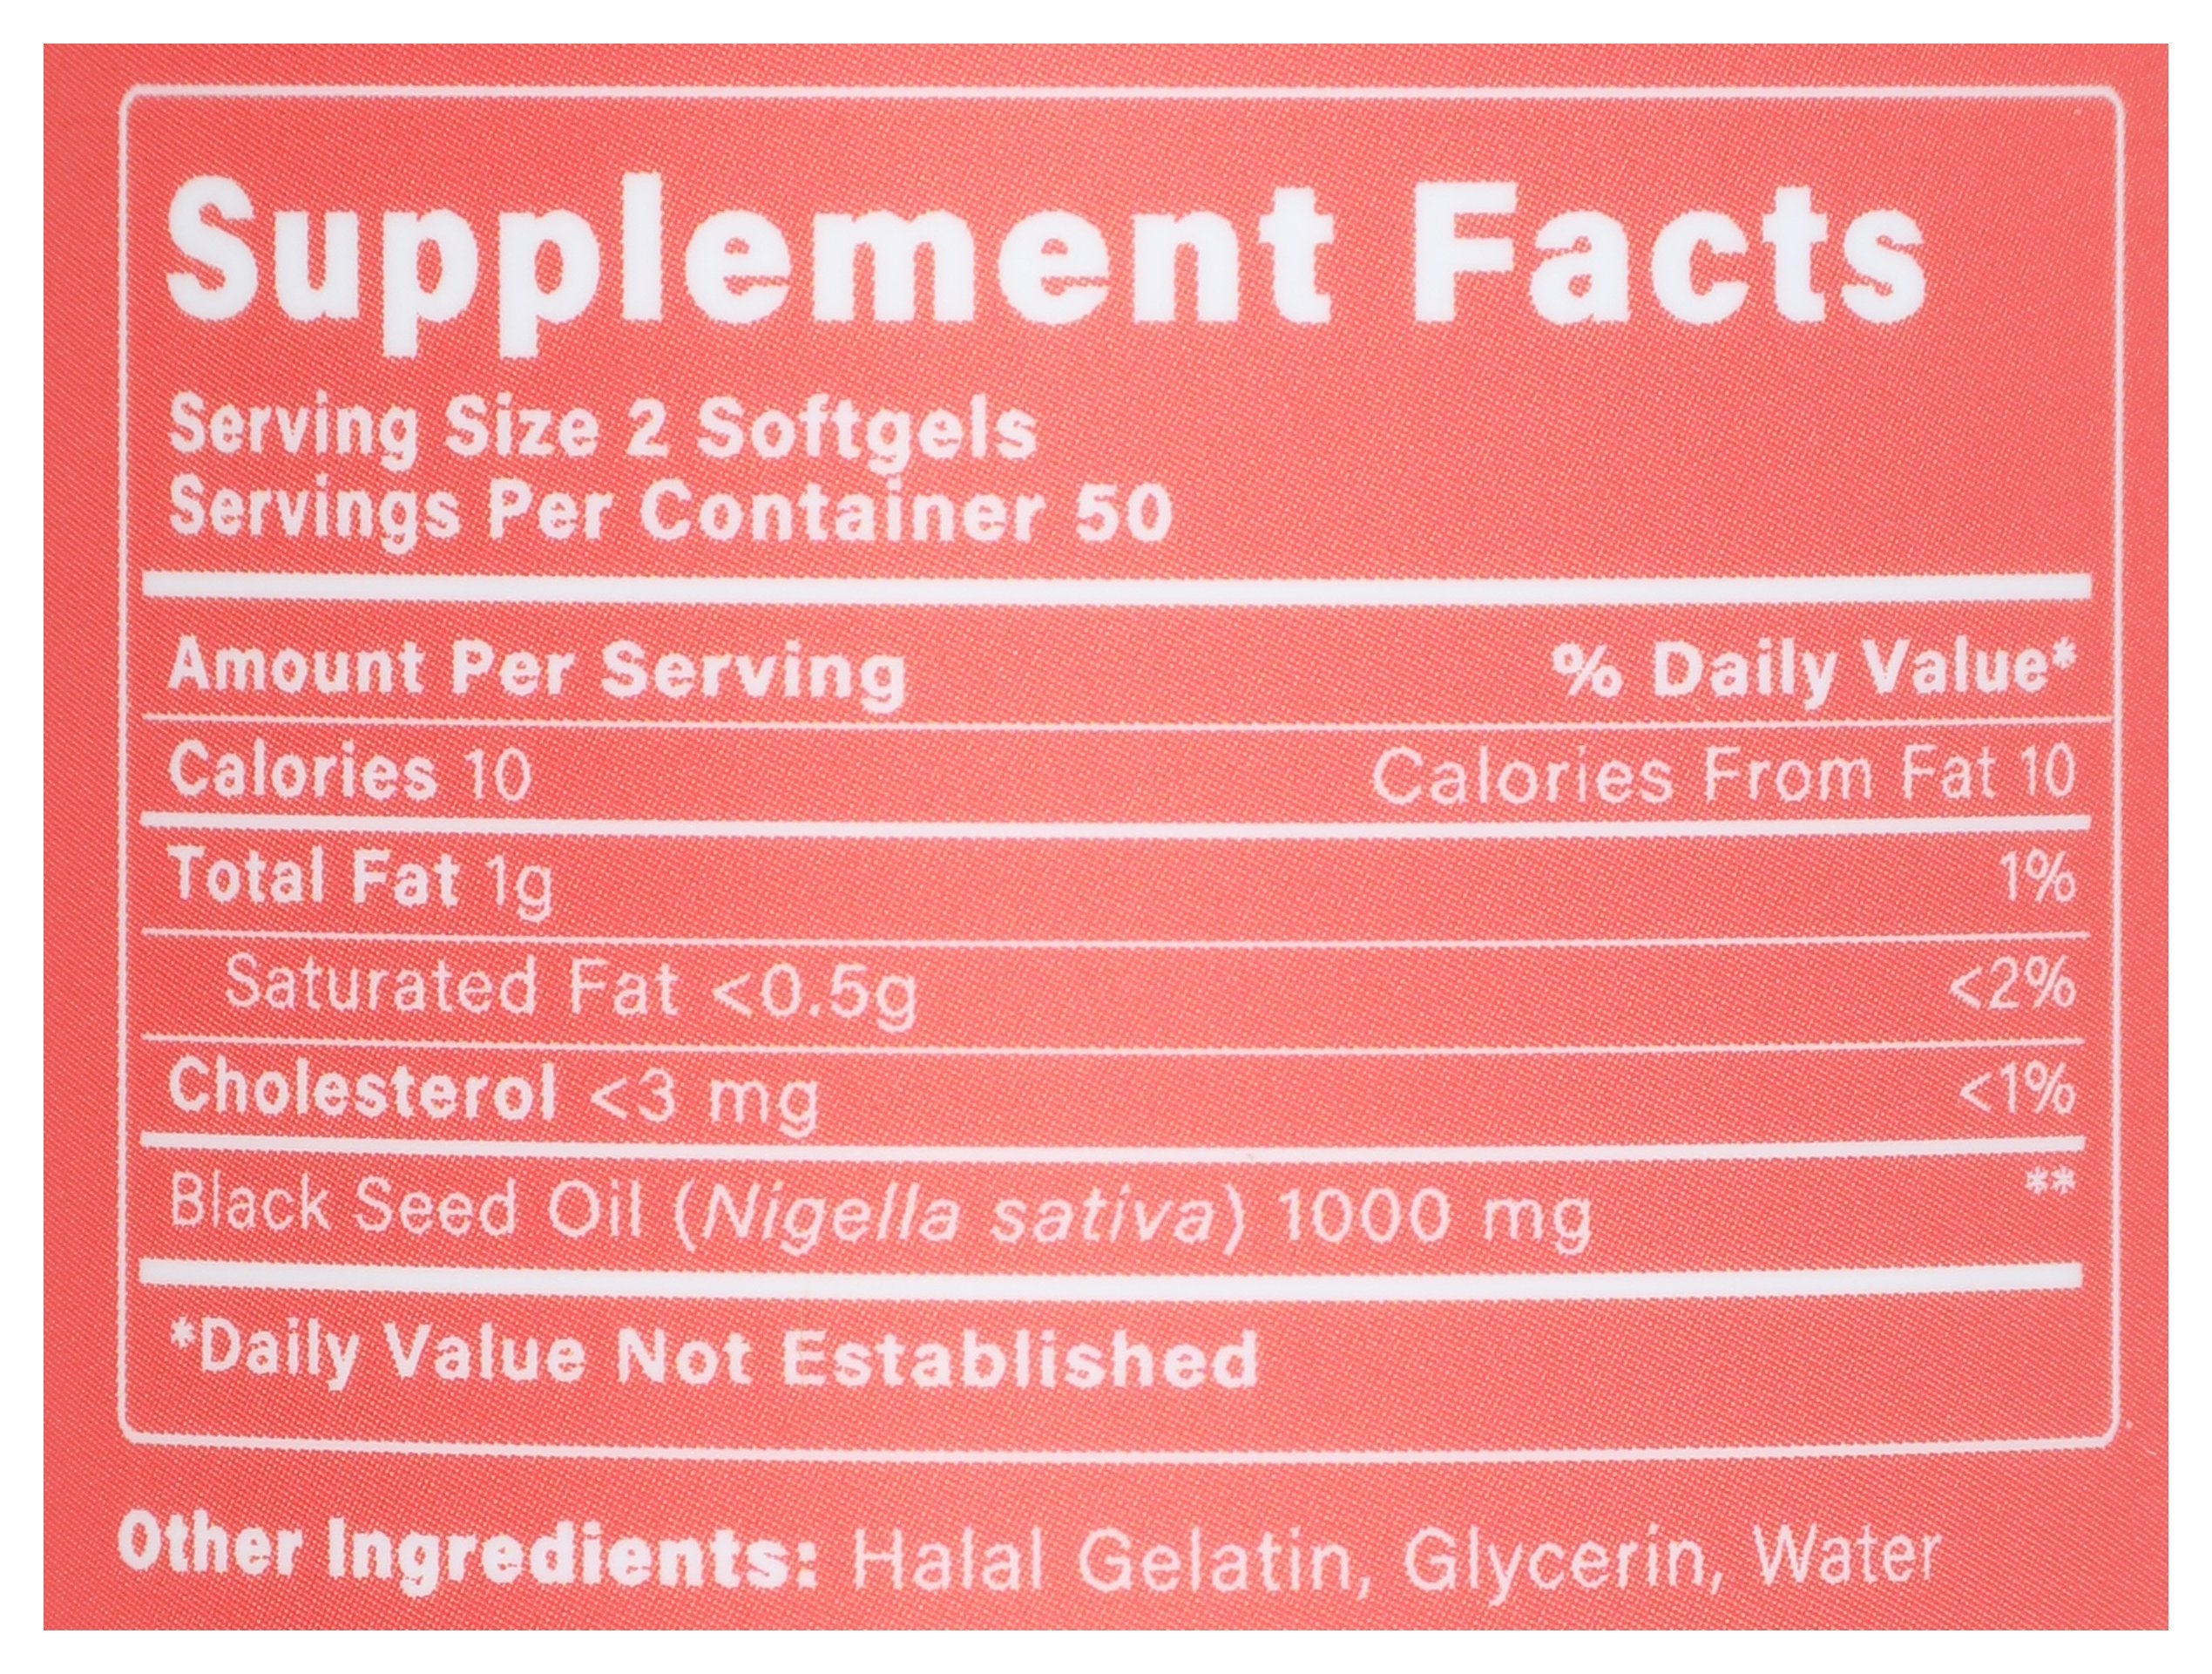 Supplement Facts
Serving Size 2 Softgels
Servings Per Container 50
Amount Per Serving % Daily Value*
Calories 10 Calories From Fat 10
Total Fat 1g 1%
Saturated Fat <0.5g <2%
Cholesterol <3 mg <1%
Black Seed Oil (Nigella sativa) 1000 mg **
*Daily Value Not Established
Other Ingredients: Halal Gelatin, Glycerin, Water